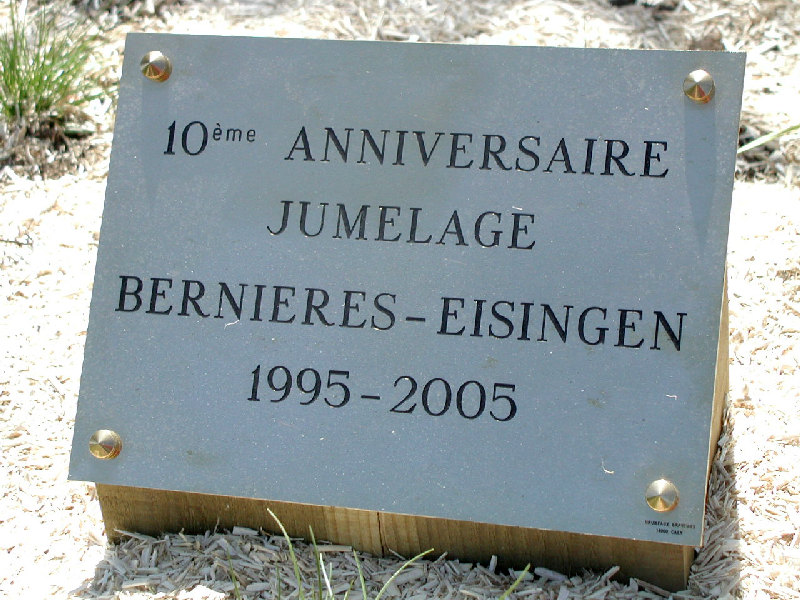 10ème ANNIVERSAIRE
JUMELAGE
BERNIERES-EISINGEN
1995-2005